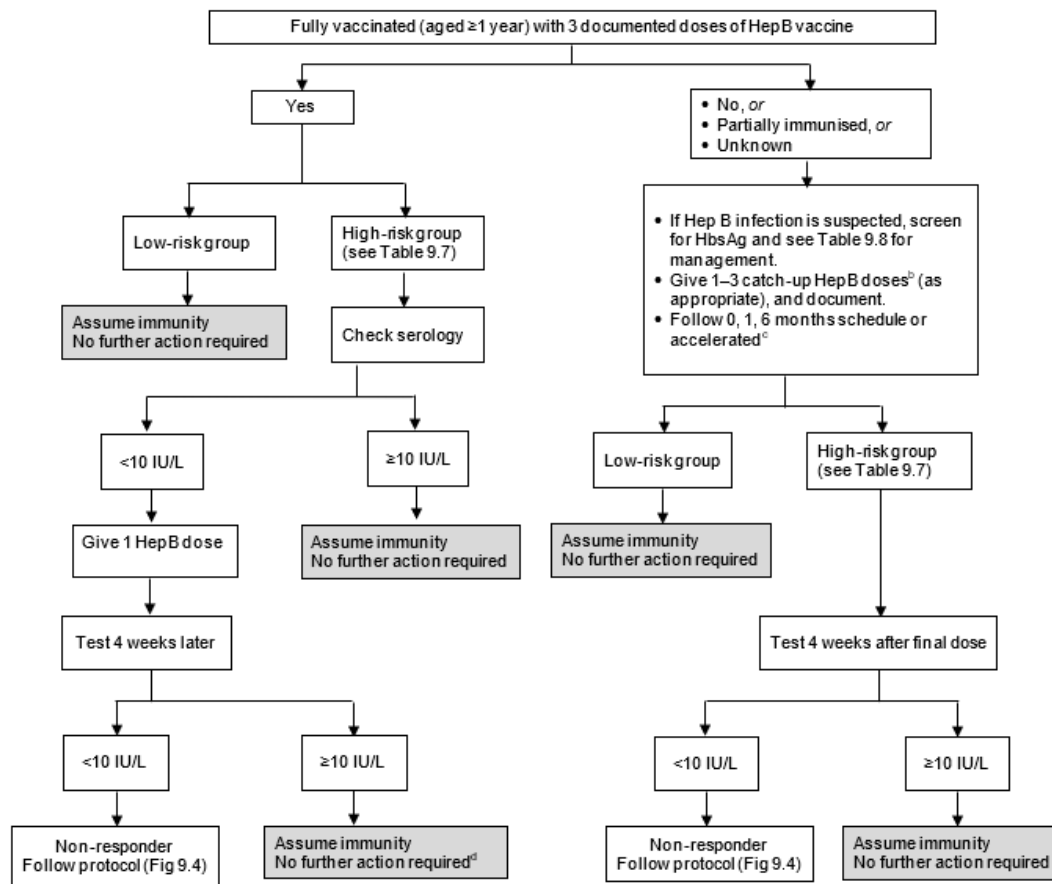 Fully vaccinated (aged ≥1 year) with 3 documented doses of HepB vaccine
Yes
• No, or
• Partially immunised, or
• Unknown
Low-risk group
High-risk group
(see Table 9.7)
• If Hep B infection is suspected, screen
for HbsAg and see Table 9.8 for
management.
• Give 1–3 catch-up HepB doses^b (as
appropriate), and document.
• Follow 0, 1, 6 months schedule or
accelerated^c
Assume immunity
No further action required
Check serology
<10 IU/L
≥10 IU/L
Low-risk group
High-risk group
(see Table 9.7)
Give 1 HepB dose
Assume immunity
No further action required
Assume immunity
No further action required
Test 4 weeks later
Test 4 weeks after final dose
<10 IU/L
≥10 IU/L
<10 IU/L
≥10 IU/L
Non-responder
Follow protocol (Fig 9.4)
Assume immunity
No further action required^d
Non-responder
Follow protocol (Fig 9.4)
Assume immunity
No further action required